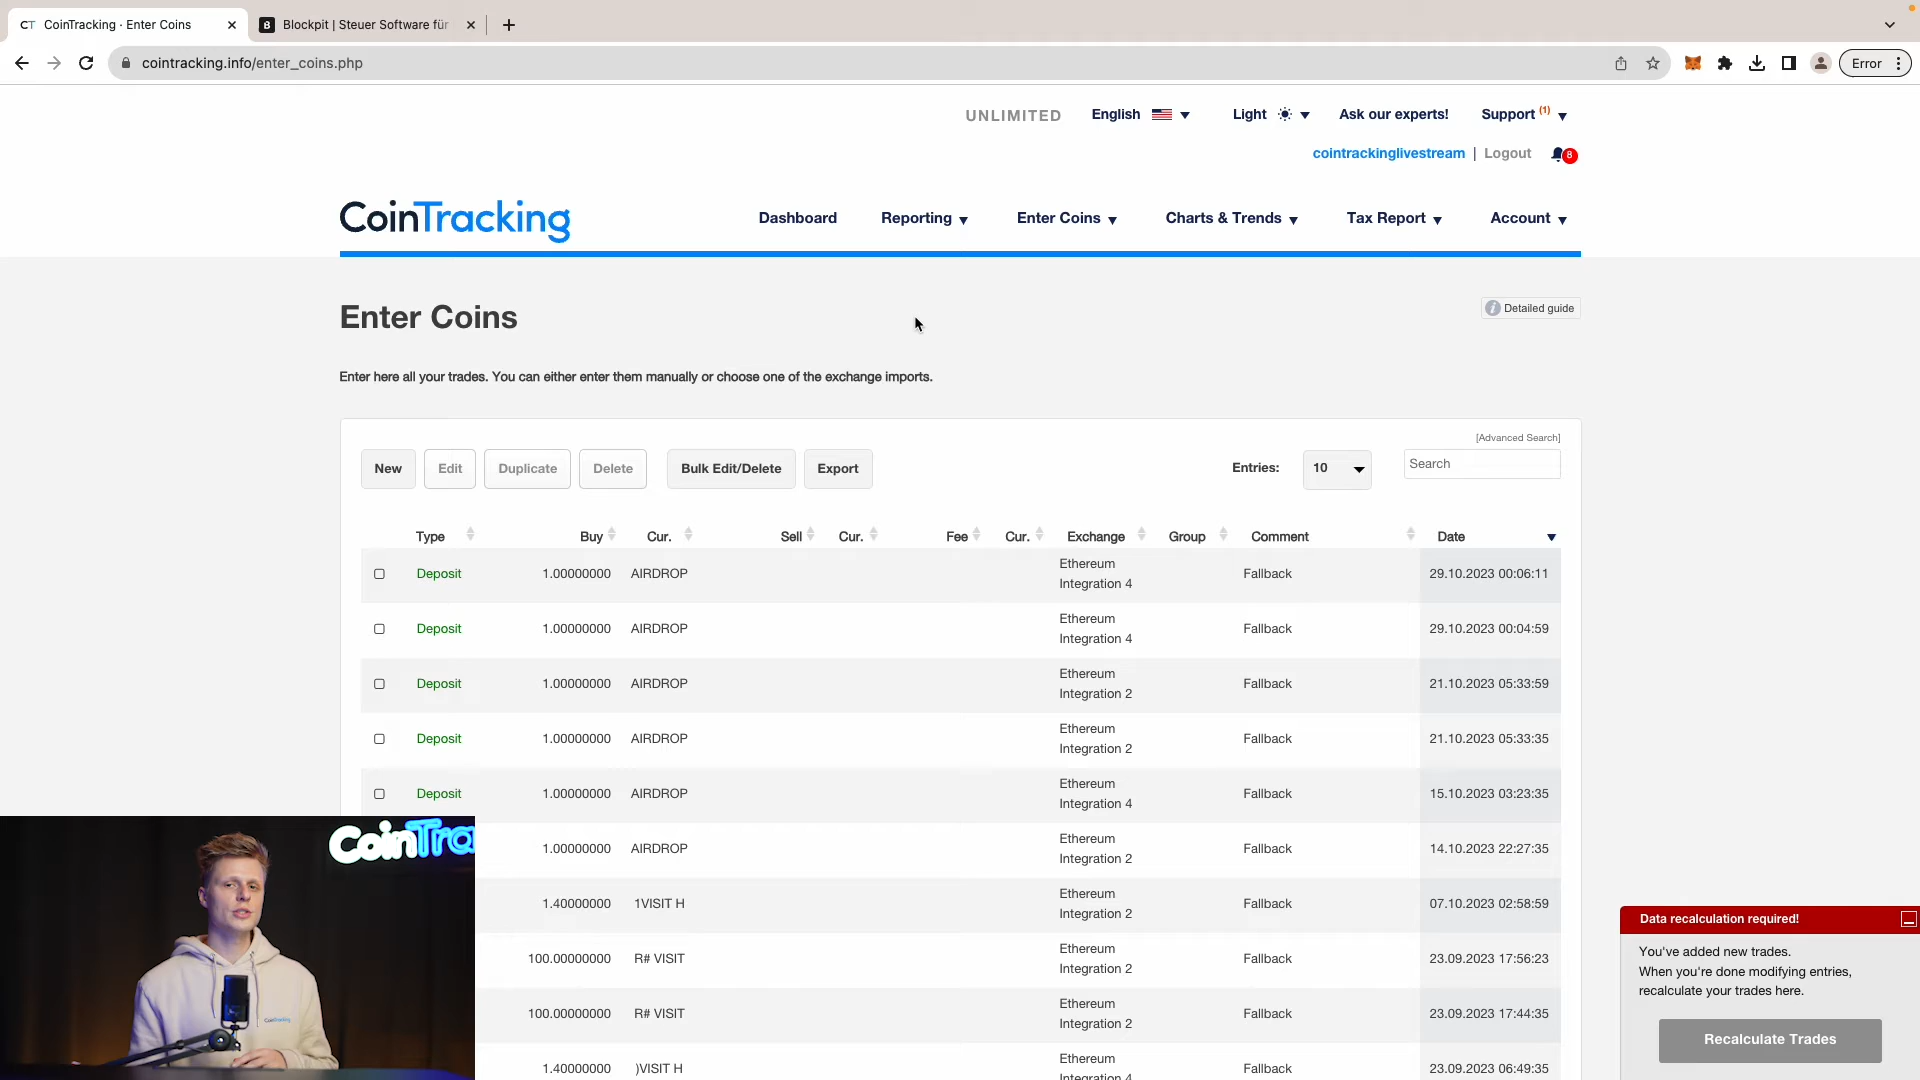 CT CoinTracking · Enter Coins
B Blockpit | Steuer Software für
cointracking.info/enter_coins.php
Error
UNLIMITED
English
Light
Ask our experts!
Support (1)
cointrackinglivestream | Logout
8
CoinTracking
Dashboard
Reporting
Enter Coins
Charts & Trends
Tax Report
Account
Enter Coins
i Detailed guide
Enter here all your trades. You can either enter them manually or choose one of the exchange imports.
[Advanced Search]
New Edit Duplicate Delete Bulk Edit/Delete Export
Entries: 10
Search
Type Buy Cur. Sell Cur. Fee Cur. Exchange Group Comment Date
Deposit 1.00000000 AIRDROP Ethereum Integration 4 Fallback 29.10.2023 00:06:11
Deposit 1.00000000 AIRDROP Ethereum Integration 4 Fallback 29.10.2023 00:04:59
Deposit 1.00000000 AIRDROP Ethereum Integration 2 Fallback 21.10.2023 05:33:59
Deposit 1.00000000 AIRDROP Ethereum Integration 2 Fallback 21.10.2023 05:33:35
Deposit 1.00000000 AIRDROP Ethereum Integration 4 Fallback 15.10.2023 03:23:35
1.00000000 AIRDROP Ethereum Integration 2 Fallback 14.10.2023 22:27:35
1.40000000 1VISIT H Ethereum Integration 2 Fallback 07.10.2023 02:58:59
100.00000000 R# VISIT Ethereum Integration 2 Fallback 23.09.2023 17:56:23
100.00000000 R# VISIT Ethereum Integration 2 Fallback 23.09.2023 17:44:35
1.40000000 )VISIT H Ethereum Integration 4 Fallback 23.09.2023 06:49:35
CoinTra
CoinTracking
Data recalculation required!
You've added new trades.
When you're done modifying entries,
recalculate your trades here.
Recalculate Trades